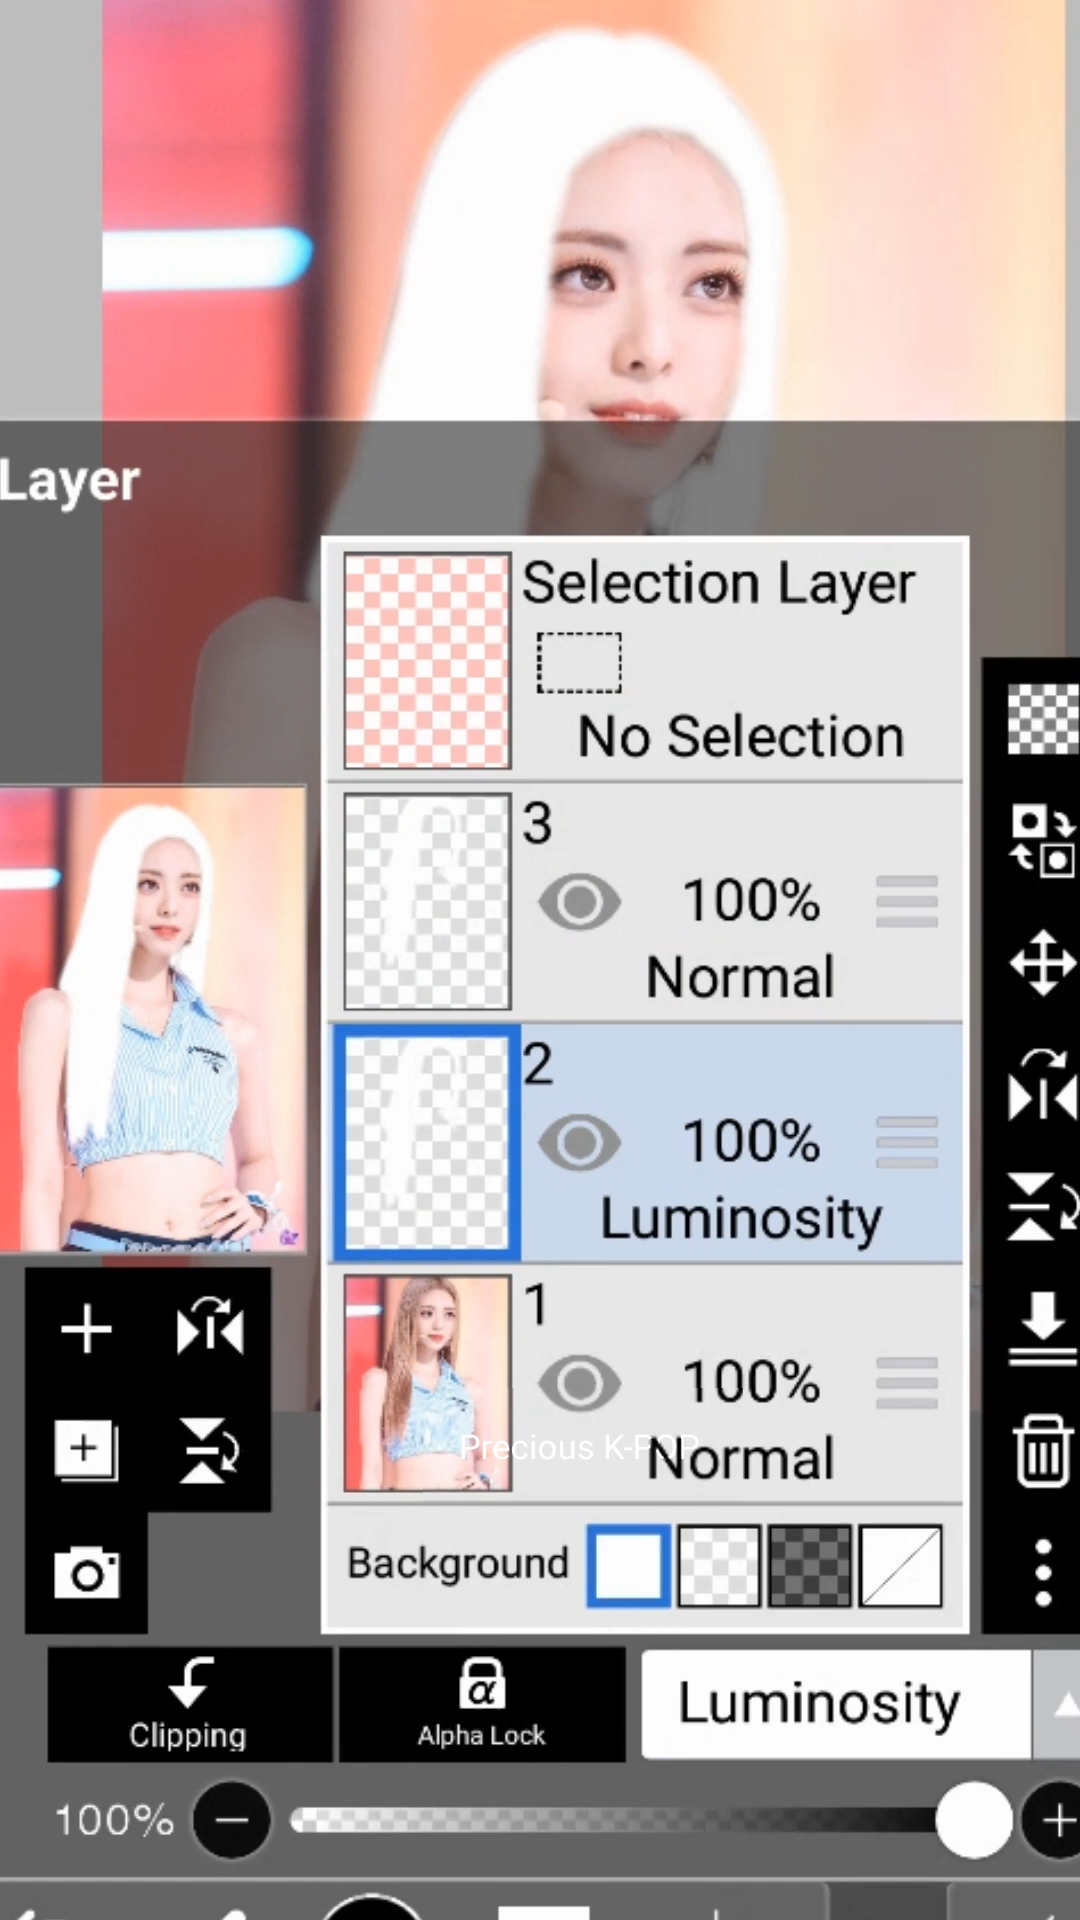 Layer
Selection Layer
No Selection
3
100%
Normal
2
100%
Luminosity
1
100%
Normal
Precious K-POP
Background
Clipping
Alpha Lock
Luminosity
100%